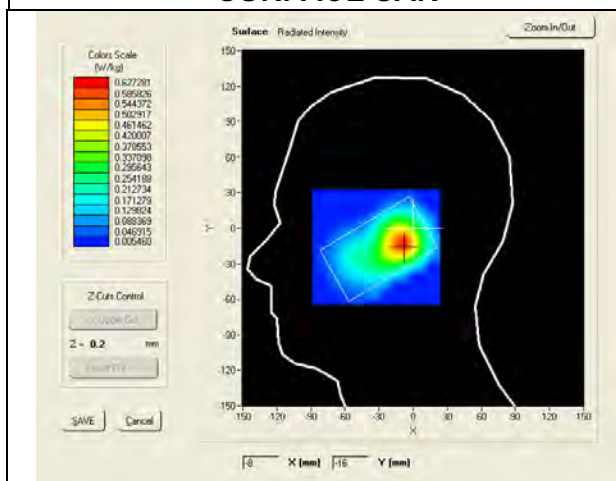 Surface Radiated Intensity
Zoom In/Out
Colors Scale
(W/kg)
0.627281
0.585826
0.544372
0.502917
0.461462
0.420007
0.378553
0.337098
0.295643
0.254188
0.212734
0.171279
0.129824
0.088369
0.046915
0.005460
150
120
90
60
30
0
-30
-60
-90
-120
-150
Y
-150 -120 -90 -60 -30 0 30 60 90 120 150
X
Z-Cuts Control
Z = 0.2 mm
SAVE Cancel
-8 X (mm) -16 Y (mm)